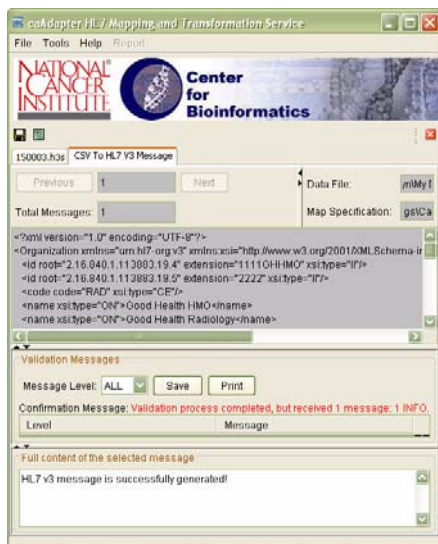 caAdapter HL7 Mapping and Transformation Service
File Tools Help Report
NATIONAL
CANCER
INSTITUTE
Center
for
Bioinformatics
150003.h3s CSV To HL7 V3 Message
Previous 1 Next
Data File:
Total Messages: 1
Map Specification:
<?xml version="1.0" encoding="UTF-8"?>
<Organization xmlns="urn:hl7-org:v3" xmlns:xsi="http://www.w3.org/2001/XMLSchema-in
<id root="2.16.840.1.113883.19.4" extension="1111GHHMO" xsi:type="II"/>
<id root="2.16.840.1.113883.19.5" extension="2222" xsi:type="II"/>
<code code="RAD" xsi:type="CE"/>
<name xsi:type="ON">Good Health HMO</name>
<name xsi:type="ON">Good Health Radiology</name>
Validation Messages
Message Level: ALL Save Print
Confirmation Message: Validation process completed, but received 1 message: 1 INFO.
Level Message
Full content of the selected message
HL7 v3 message is successfully generated!